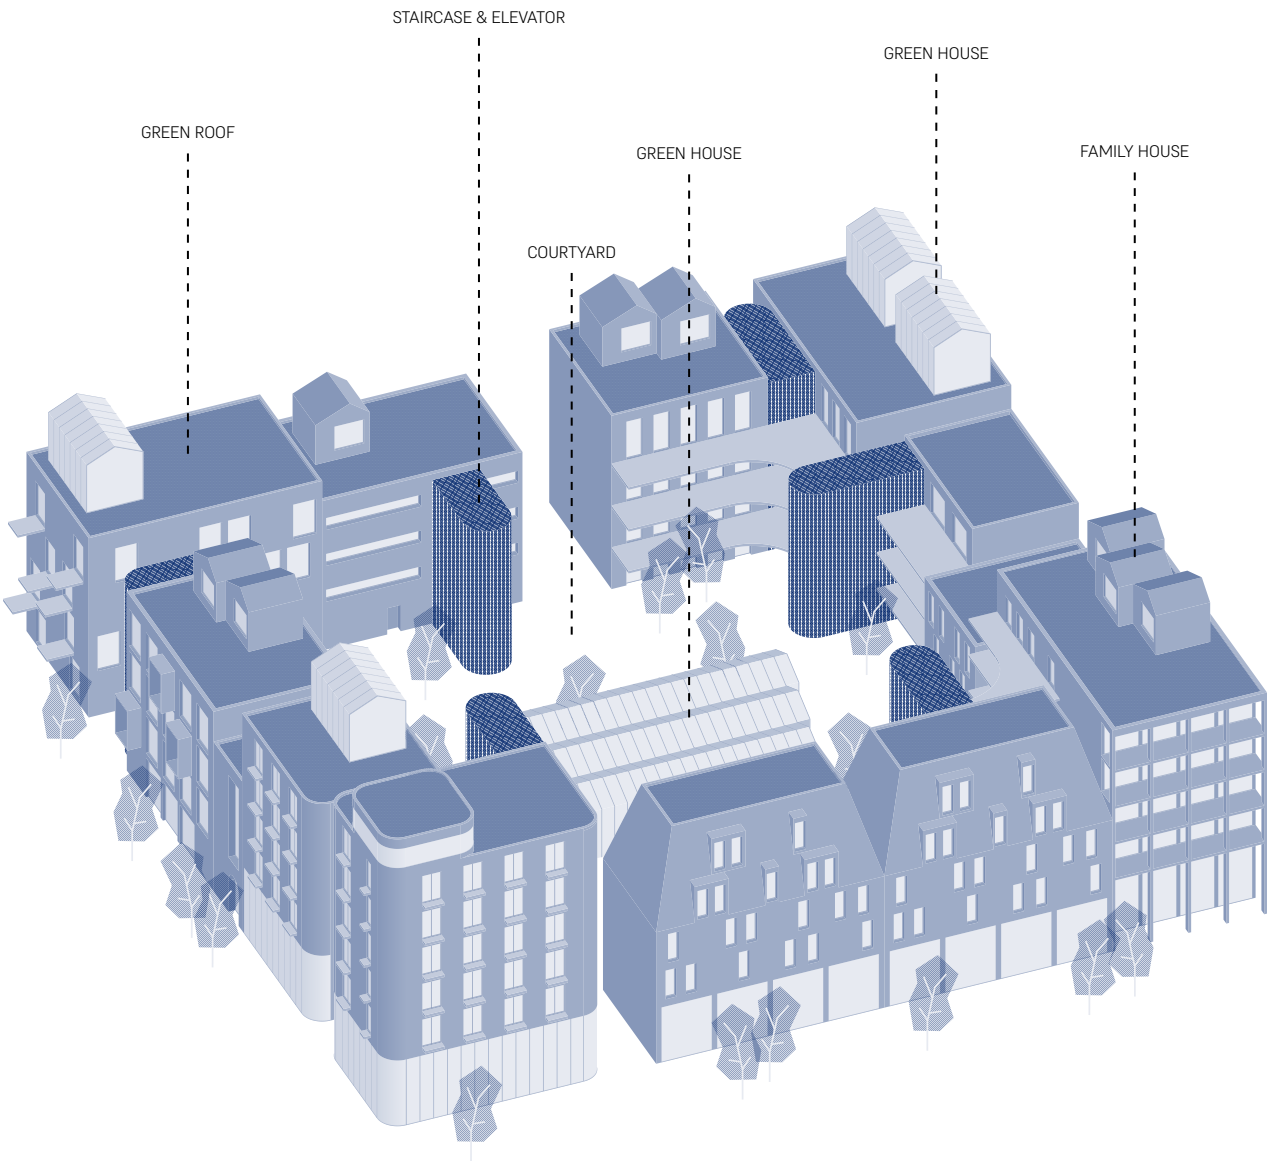 STAIRCASE & ELEVATOR
GREEN HOUSE
GREEN ROOF
GREEN HOUSE
FAMILY HOUSE
COURTYARD